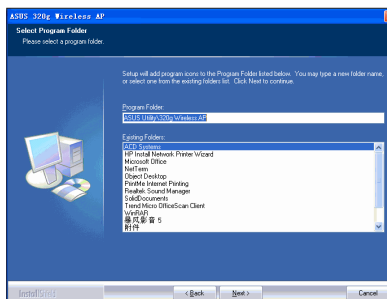 ASUS 320g Wireless AP
Select Program Folder
Please select a program folder.
Setup will add program icons to the Program Folder listed below. You may type a new folder name,
or select one from the existing folders list. Click Next to continue.
Program Folder:
ASUS Utility\320g Wireless AP
Existing Folders:
ACD Systems
HP Install Network Printer Wizard
Microsoft Office
NetTerm
Object Desktop
PrintMe Internet Printing
Realtek Sound Manager
SolidDocuments
Trend Micro OfficeScan Client
WinRAR
暴风影音 5
附件
InstallShield
< Back
Next >
Cancel